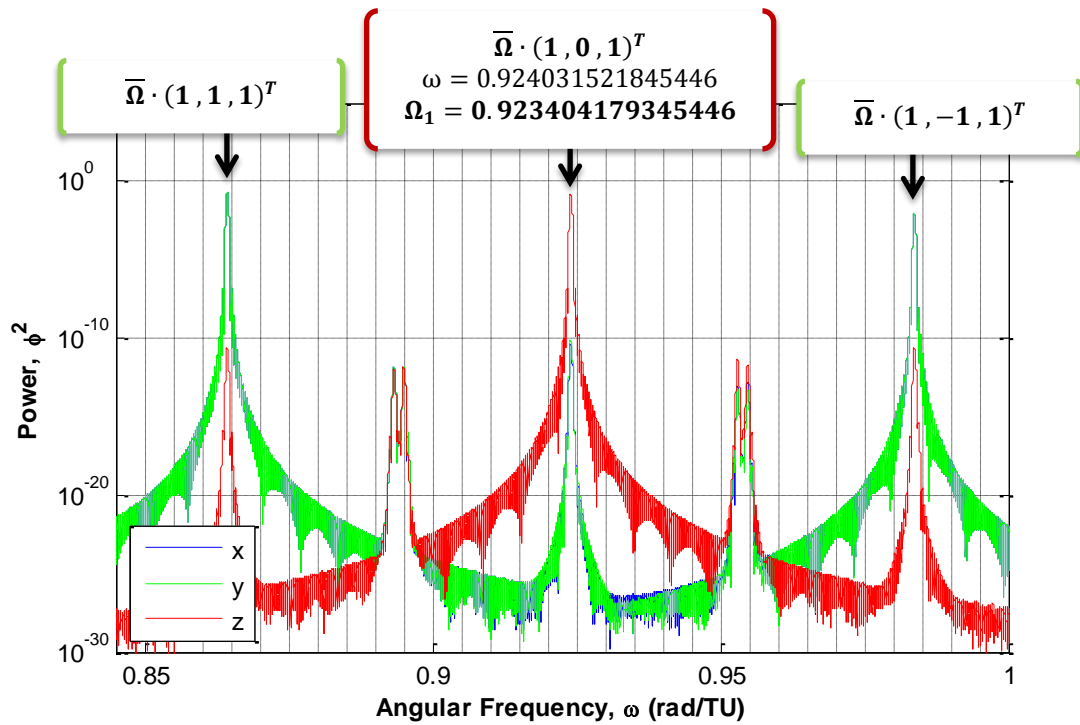 Ω̅ · (1 , 1 , 1)ᵀ
Ω̅ · (1 , 0 , 1)ᵀ
ω = 0.924031521845446
Ω₁ = 0.923404179345446
Ω̅ · (1 , −1 , 1)ᵀ
Power, ϕ²
10⁰
10⁻¹⁰
10⁻²⁰
10⁻³⁰
x
y
z
0.85
0.9
0.95
1
Angular Frequency, ω (rad/TU)